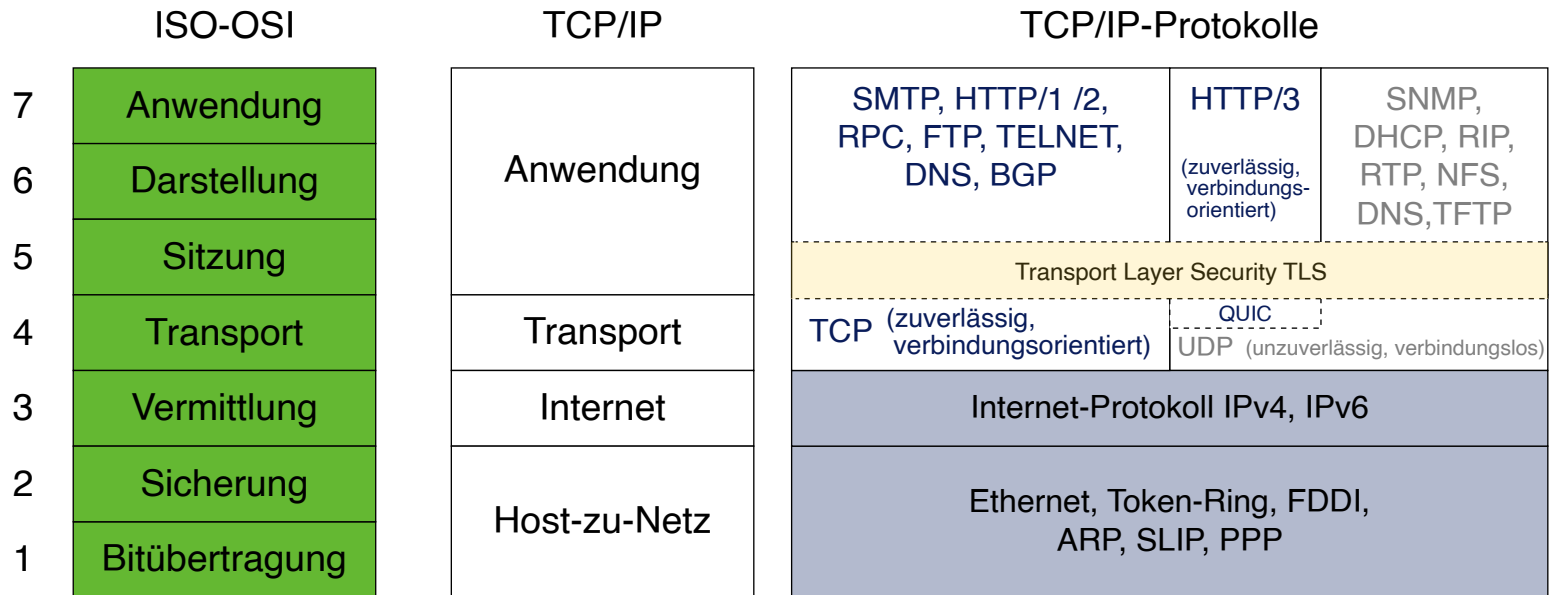 ISO-OSI
TCP/IP
TCP/IP-Protokolle
7
Anwendung
6
Darstellung
5
Sitzung
4
Transport
3
Vermittlung
2
Sicherung
1
Bitübertragung
Anwendung
Transport
Internet
Host-zu-Netz
SMTP, HTTP/1 /2,
RPC, FTP, TELNET,
DNS, BGP
HTTP/3
(zuverlässig,
verbindungs-
orientiert)
SNMP,
DHCP, RIP,
RTP, NFS,
DNS,TFTP
Transport Layer Security TLS
TCP (zuverlässig,
verbindungsorientiert)
QUIC
UDP (unzuverlässig, verbindungslos)
Internet-Protokoll IPv4, IPv6
Ethernet, Token-Ring, FDDI,
ARP, SLIP, PPP